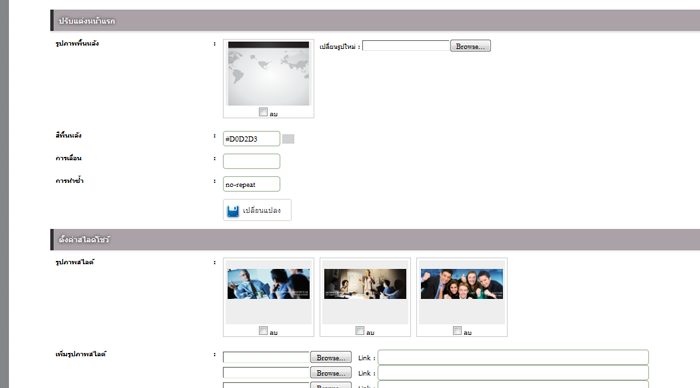 ปรับแต่งหน้าแรก
รูปภาพพื้นหลัง : เปลี่ยนรูปใหม่ : Browse...
ลบ
สีพื้นหลัง : #D0D2D3
การเลื่อน :
การทำซ้ำ : no-repeat
เปลี่ยนแปลง
ตั้งค่าสไลด์โชว์
รูปภาพสไลด์ :
ลบ ลบ ลบ
เพิ่มรูปภาพสไลด์ : Browse... Link :
Browse... Link :